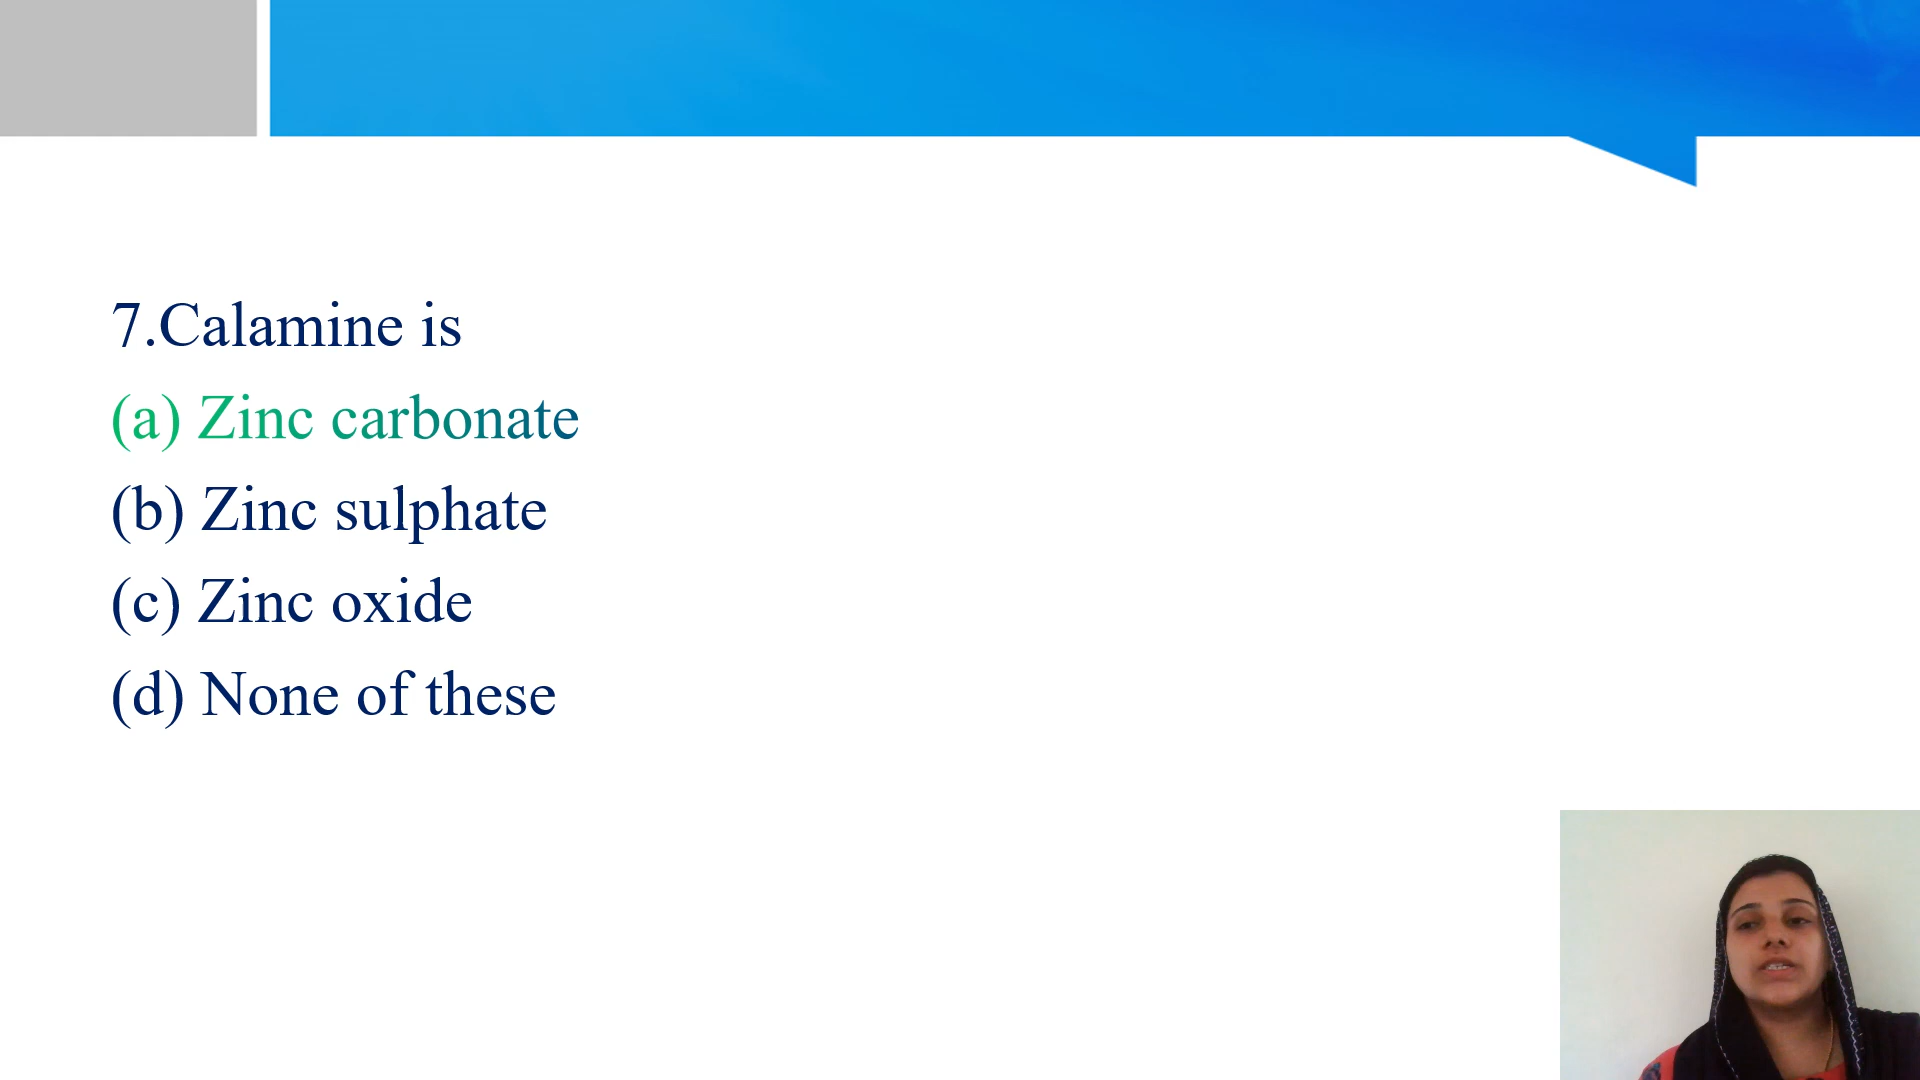 7.Calamine is
(a) Zinc carbonate
(b) Zinc sulphate
(c) Zinc oxide
(d) None of these